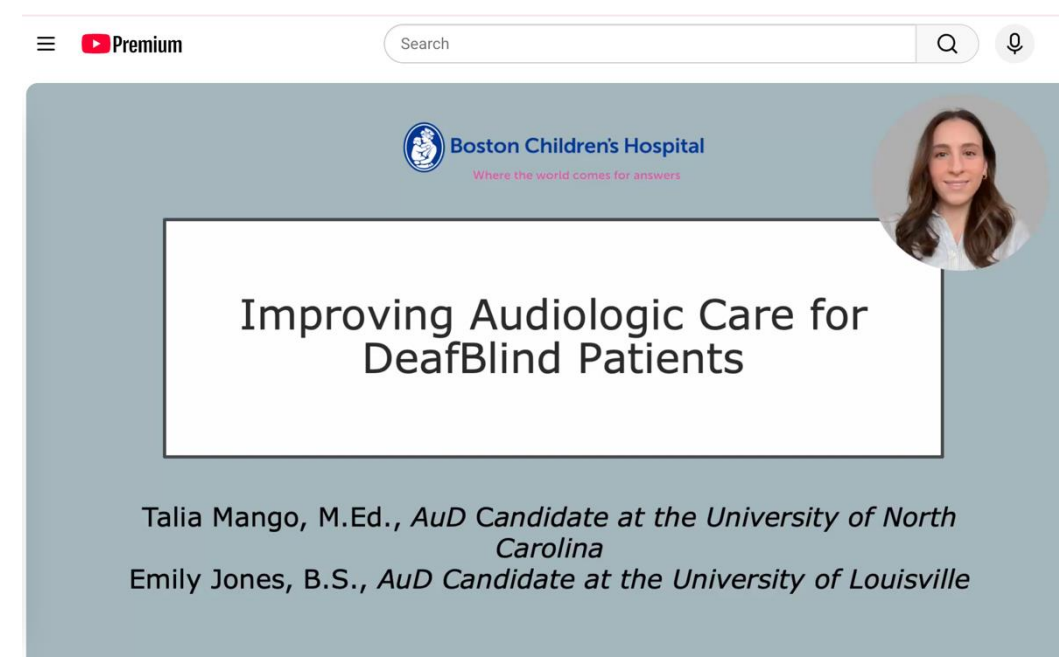 Premium
Search
Boston Children's Hospital
Where the world comes for answers
Improving Audiologic Care for
DeafBlind Patients
Talia Mango, M.Ed., AuD Candidate at the University of North
Carolina
Emily Jones, B.S., AuD Candidate at the University of Louisville